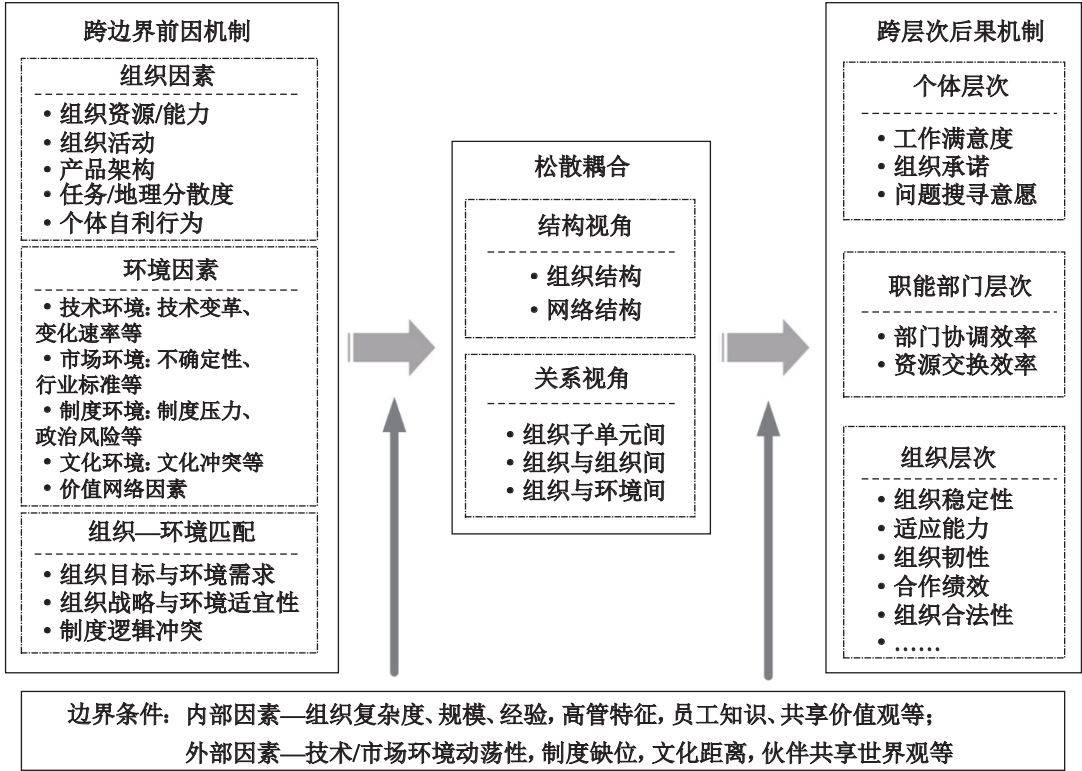 跨边界前因机制
组织因素
• 组织资源/能力
• 组织活动
• 产品架构
• 任务/地理分散度
• 个体自利行为
环境因素
• 技术环境: 技术变革、
变化速率等
• 市场环境: 不确定性、
行业标准等
• 制度环境: 制度压力、
政治风险等
• 文化环境: 文化冲突等
• 价值网络因素
组织—环境匹配
• 组织目标与环境需求
• 组织战略与环境适宜性
• 制度逻辑冲突
松散耦合
结构视角
• 组织结构
• 网络结构
关系视角
• 组织子单元间
• 组织与组织间
• 组织与环境间
跨层次后果机制
个体层次
• 工作满意度
• 组织承诺
• 问题搜寻意愿
职能部门层次
• 部门协调效率
• 资源交换效率
组织层次
• 组织稳定性
• 适应能力
• 组织韧性
• 合作绩效
• 组织合法性
• ……
边界条件: 内部因素—组织复杂度、规模、经验, 高管特征, 员工知识、共享价值观等;
外部因素—技术/市场环境动荡性, 制度缺位, 文化距离, 伙伴共享世界观等